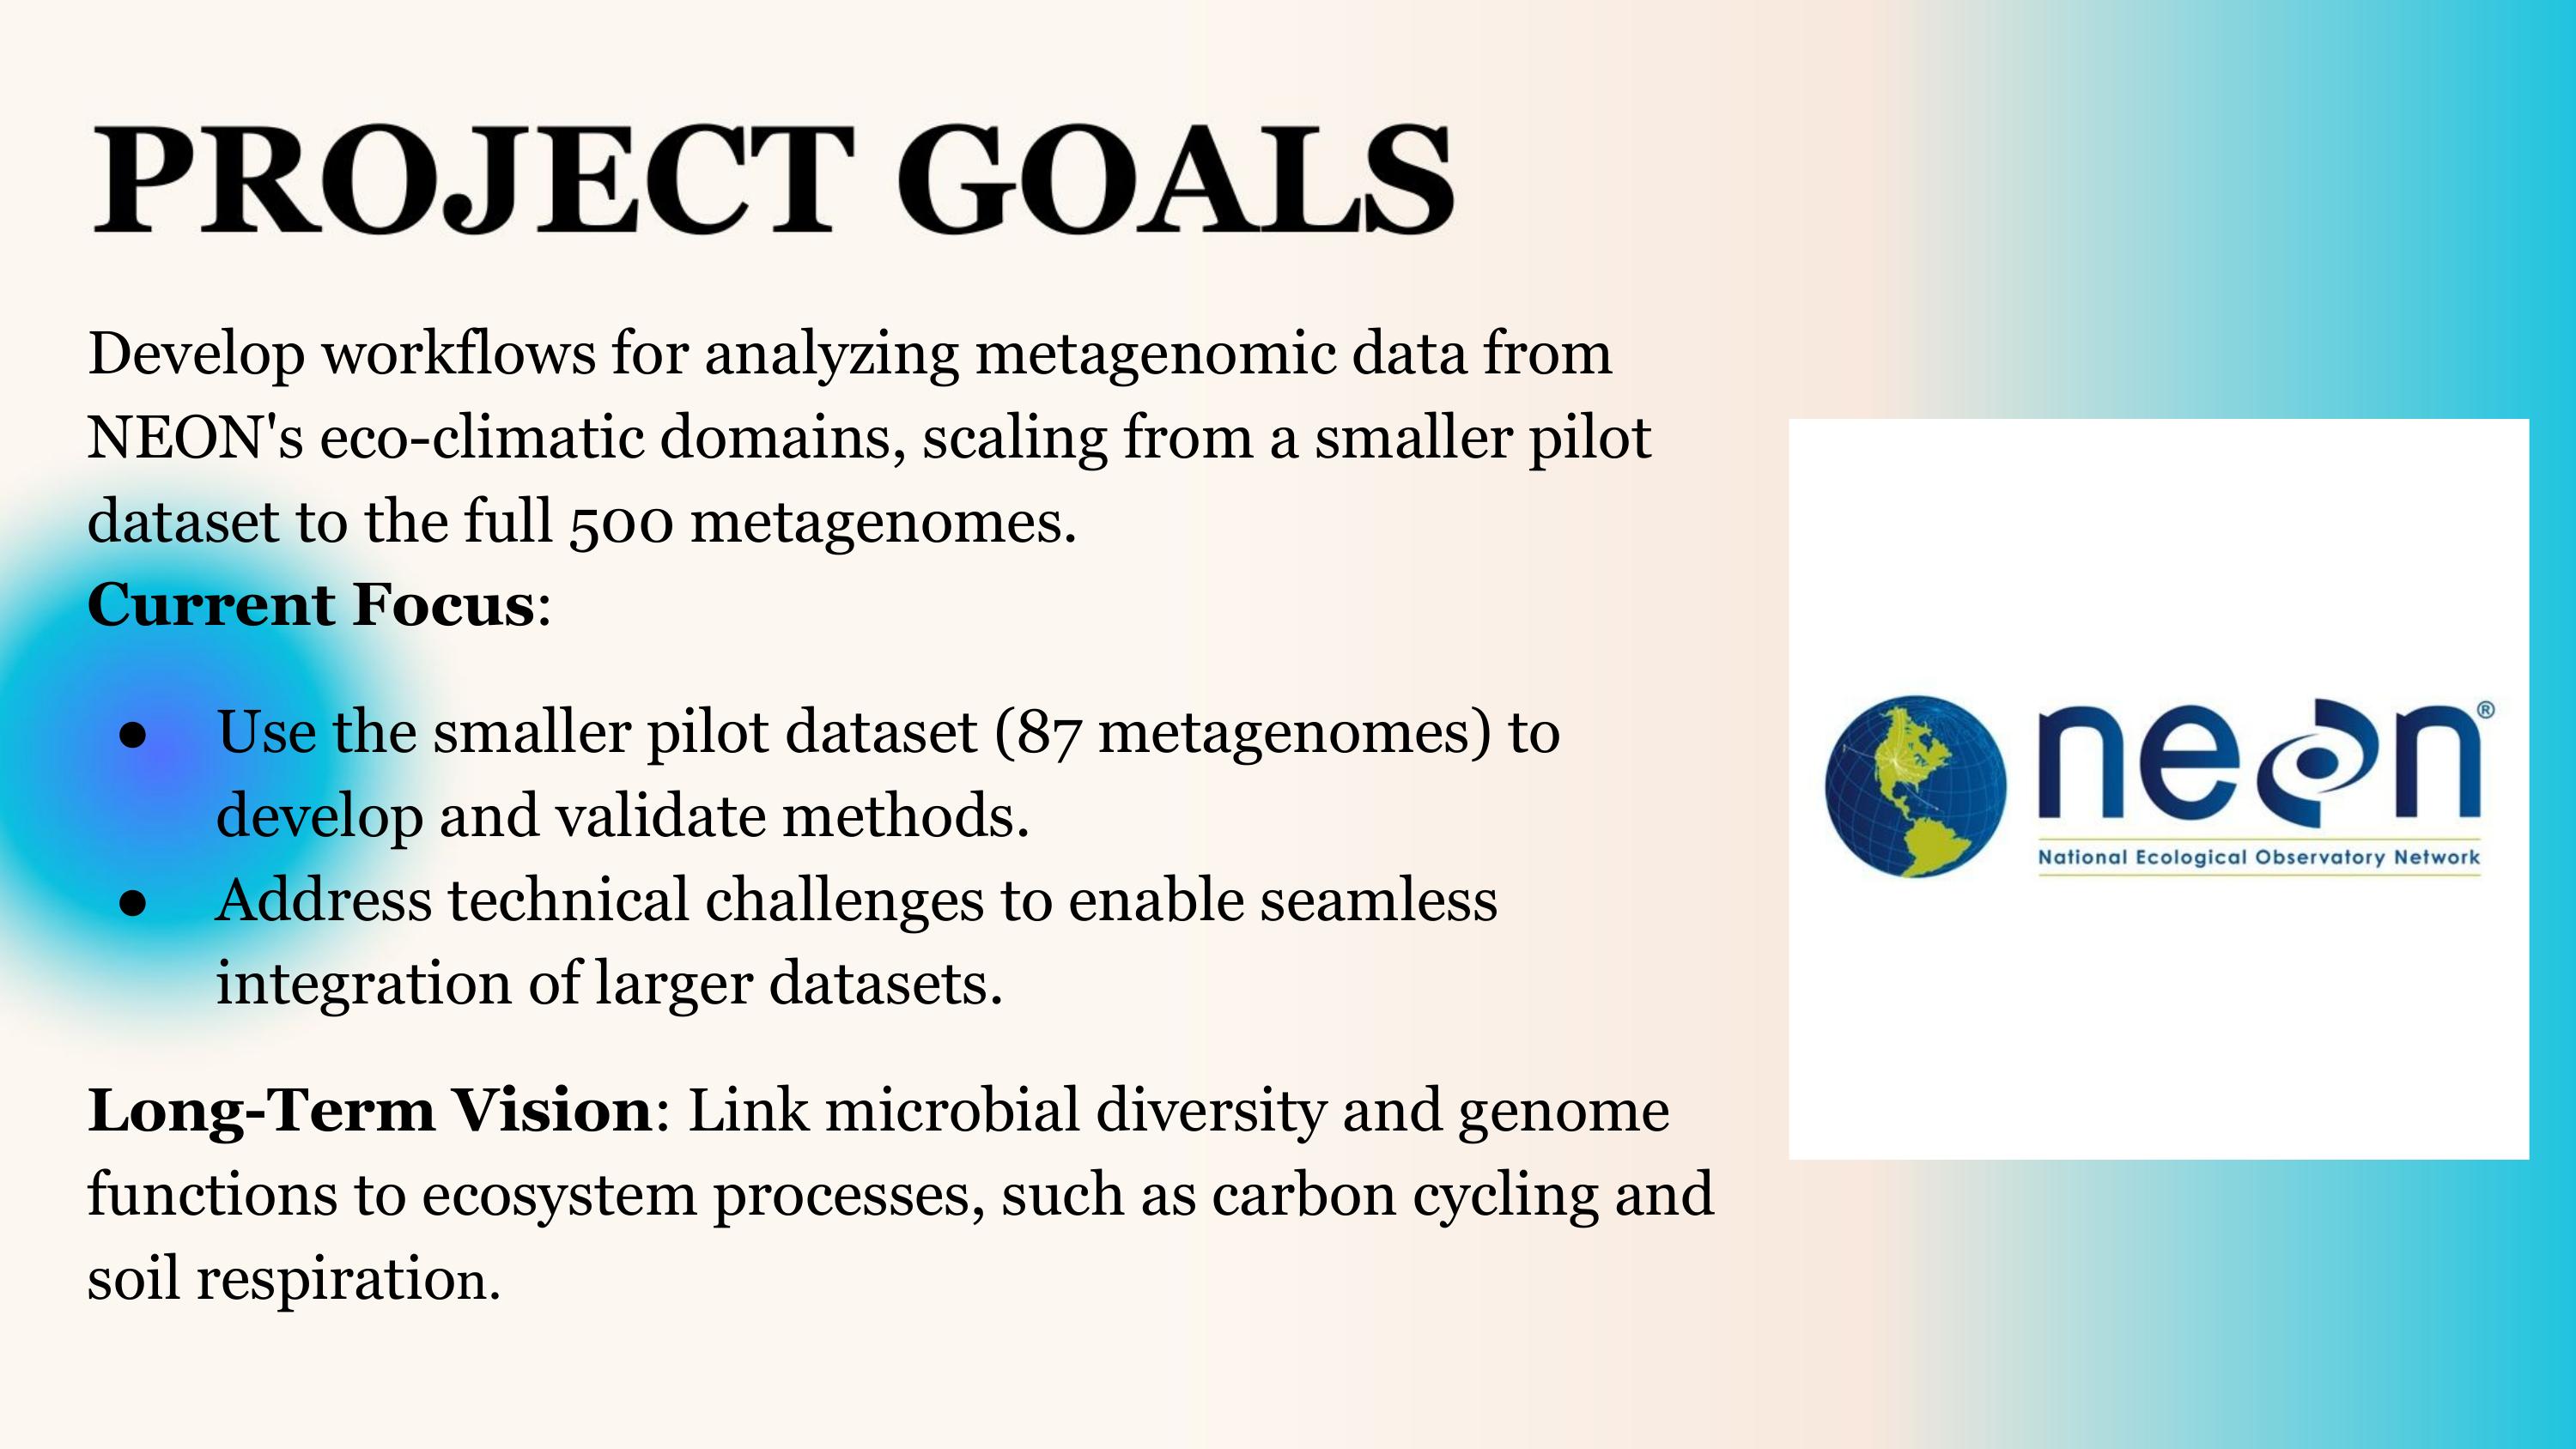 PROJECT GOALS
Develop workflows for analyzing metagenomic data from
NEON's eco-climatic domains, scaling from a smaller pilot
dataset to the full 500 metagenomes.
Current Focus:
● Use the smaller pilot dataset (87 metagenomes) to
develop and validate methods.
● Address technical challenges to enable seamless
integration of larger datasets.
Long-Term Vision: Link microbial diversity and genome
functions to ecosystem processes, such as carbon cycling and
soil respiration.
neon®
National Ecological Observatory Network